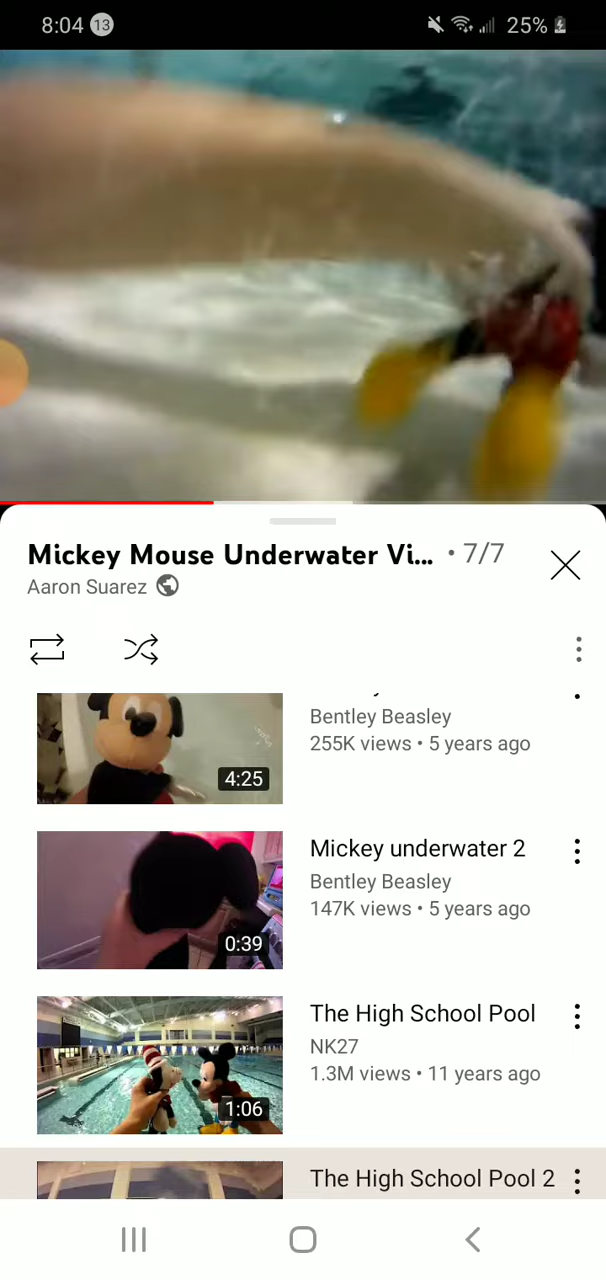 8:04 13 25%
Mickey Mouse Underwater Vi... • 7/7
Aaron Suarez
Bentley Beasley
255K views • 5 years ago
4:25
Mickey underwater 2
Bentley Beasley
147K views • 5 years ago
0:39
The High School Pool
NK27
1.3M views • 11 years ago
1:06
The High School Pool 2